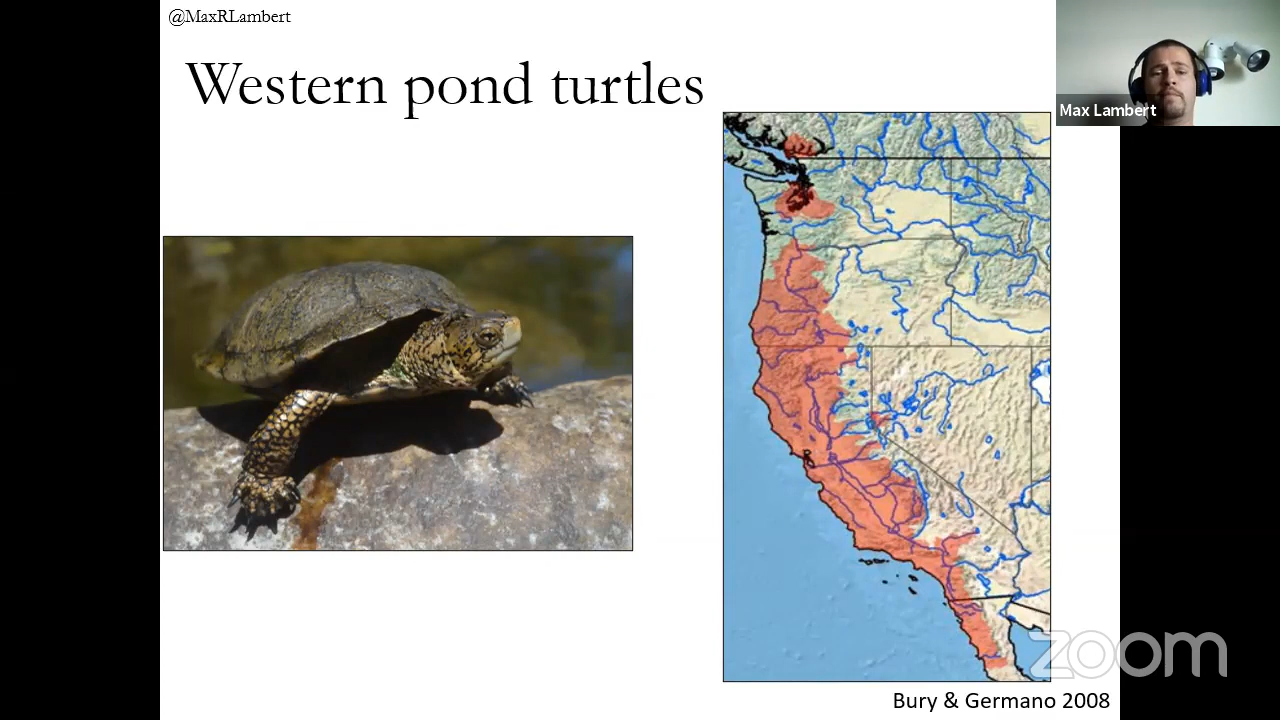 @MaxRLambert
Western pond turtles
Max Lambert
zoom
Bury & Germano 2008